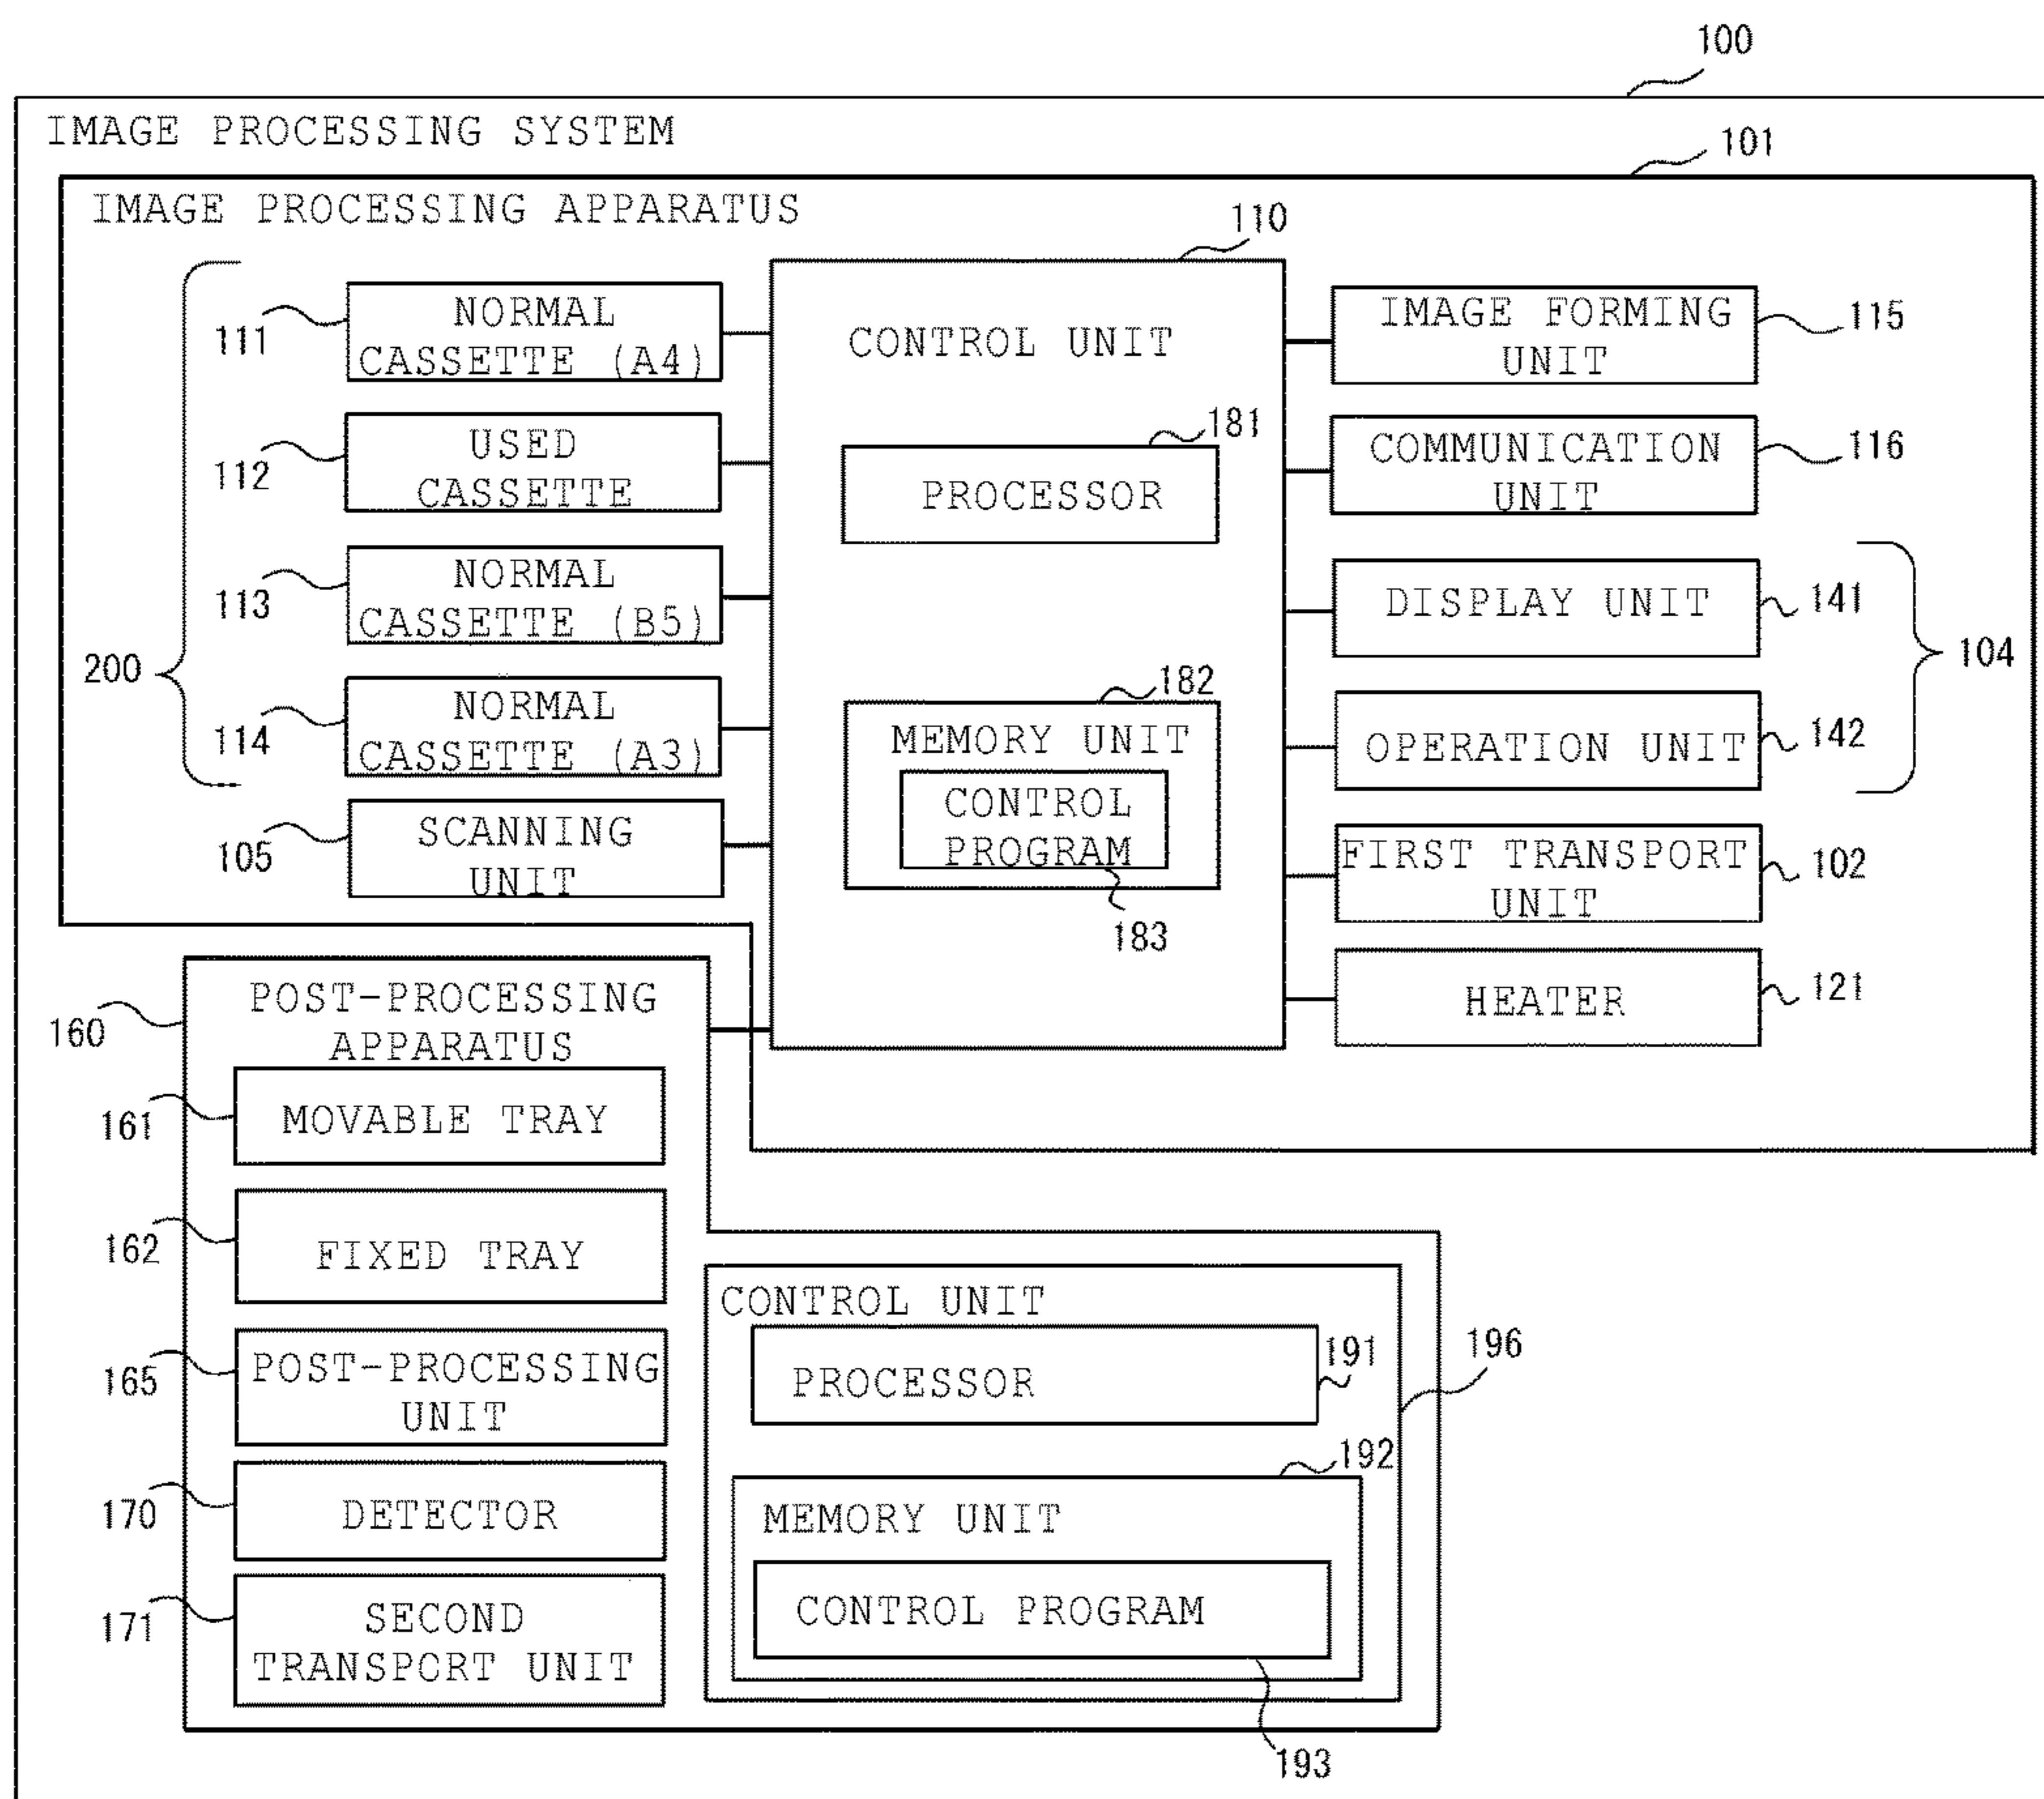 100
IMAGE PROCESSING SYSTEM
101
IMAGE PROCESSING APPARATUS
110
111
NORMAL
CASSETTE (A4)
112
USED
CASSETTE
113
NORMAL
CASSETTE (B5)
200
114
NORMAL
CASSETTE (A3)
105
SCANNING
UNIT
CONTROL UNIT
181
PROCESSOR
182
MEMORY UNIT
CONTROL
PROGRAM
183
IMAGE FORMING
UNIT
115
COMMUNICATION
UNIT
116
DISPLAY UNIT
141
104
OPERATION UNIT
142
FIRST TRANSPORT
UNIT
102
HEATER
121
160
POST-PROCESSING
APPARATUS
161
MOVABLE TRAY
162
FIXED TRAY
165
POST-PROCESSING
UNIT
170
DETECTOR
171
SECOND
TRANSPORT UNIT
CONTROL UNIT
PROCESSOR
191
196
192
MEMORY UNIT
CONTROL PROGRAM
193